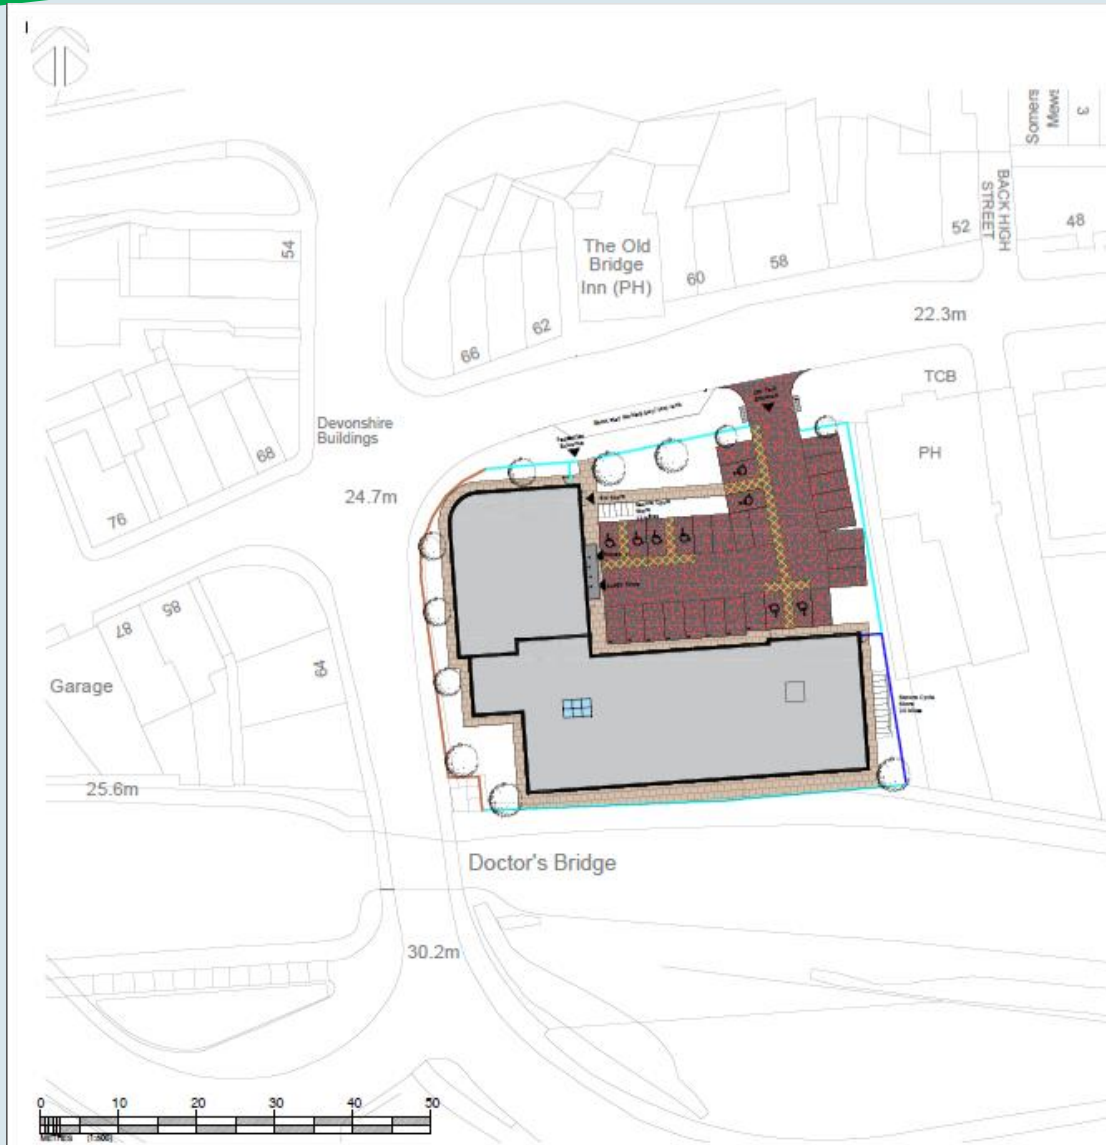 Somers
Mews
3
BACK HIGH
STREET
52
48
54
The Old
Bridge
Inn (PH)
60
58
62
66
22.3m
TCB
PH
Devonshire
Buildings
68
24.7m
76
85
87
64
Garage
25.6m
Doctor's Bridge
30.2m
0 10 20 30 40 50
METRES (1:500)